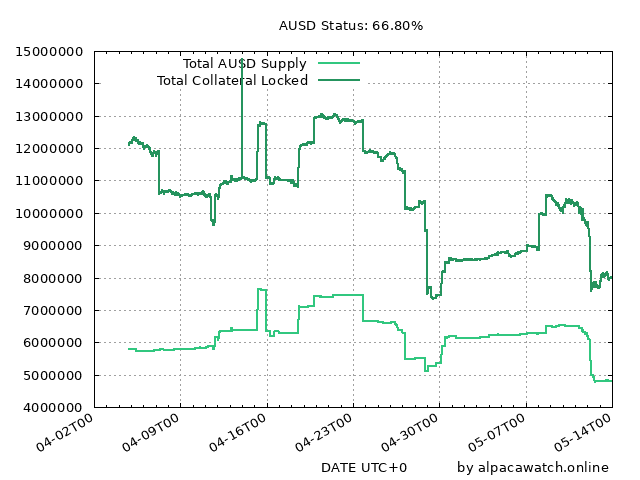 AUSD Status: 66.80%
15000000
Total AUSD Supply
14000000
Total Collateral Locked
13000000
12000000
11000000
10000000
9000000
8000000
7000000
6000000
5000000
4000000
04-02T00 04-09T00 04-16T00 04-23T00 04-30T00 05-07T00 05-14T00
DATE UTC+0 by alpacawatch.online